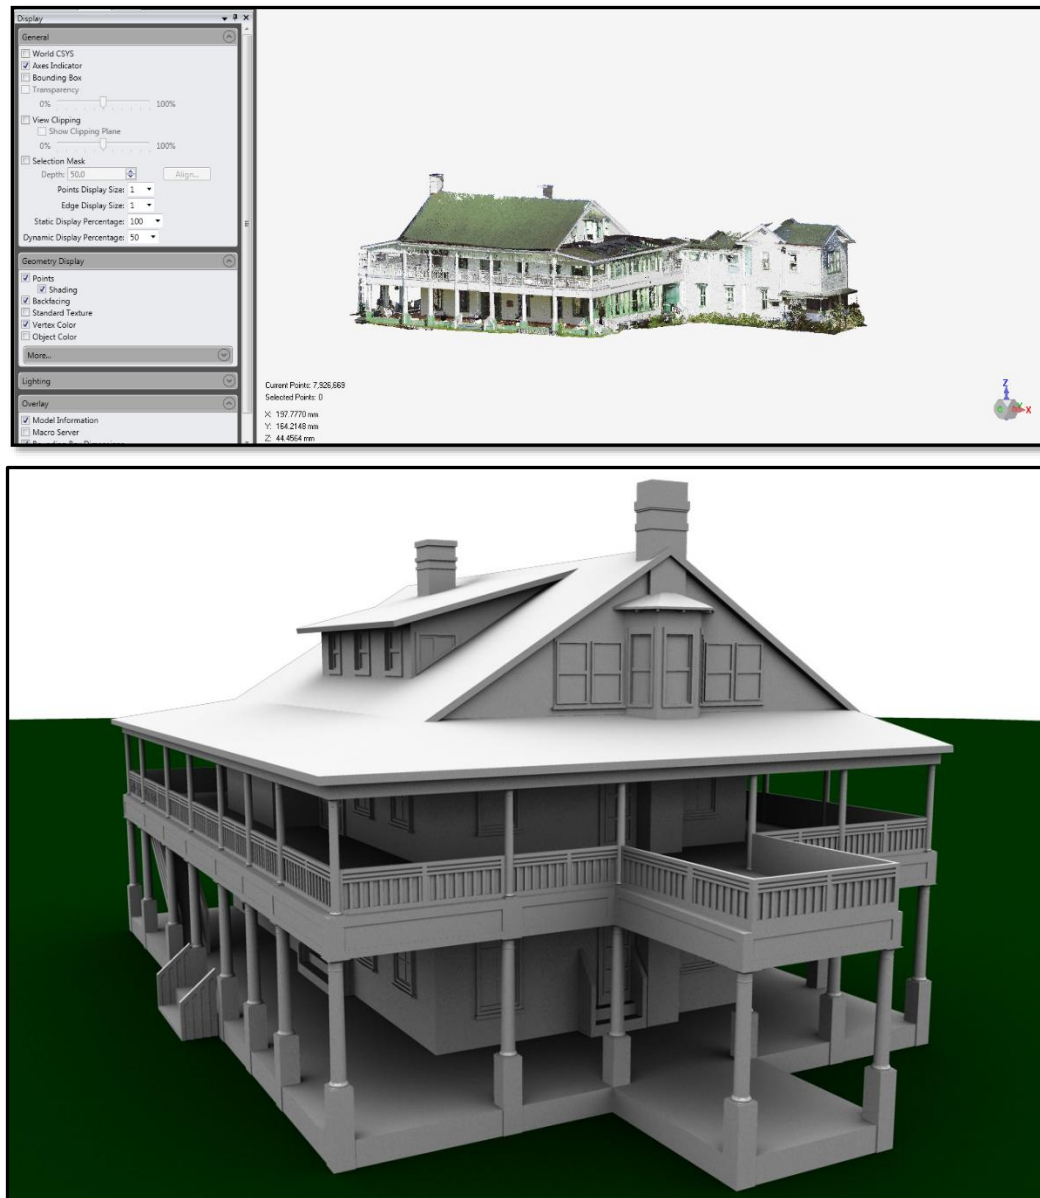 Display
General
World CSYS
Axes Indicator
Bounding Box
Transparency
0% 100%
View Clipping
Show Clipping Plane
0% 100%
Selection Mask
Depth: 50.0 Align...
Points Display Size: 1
Edge Display Size: 1
Static Display Percentage: 100
Dynamic Display Percentage: 50
Geometry Display
Points
Shading
Backfacing
Standard Texture
Vertex Color
Object Color
More...
Lighting
Overlay
Model Information
Macro Server
Bounding Box Dimensions
Current Points: 7,926,669
Selected Points: 0
X: 197.7770 mm
Y: 164.2148 mm
Z: 44.4564 mm
Z
X